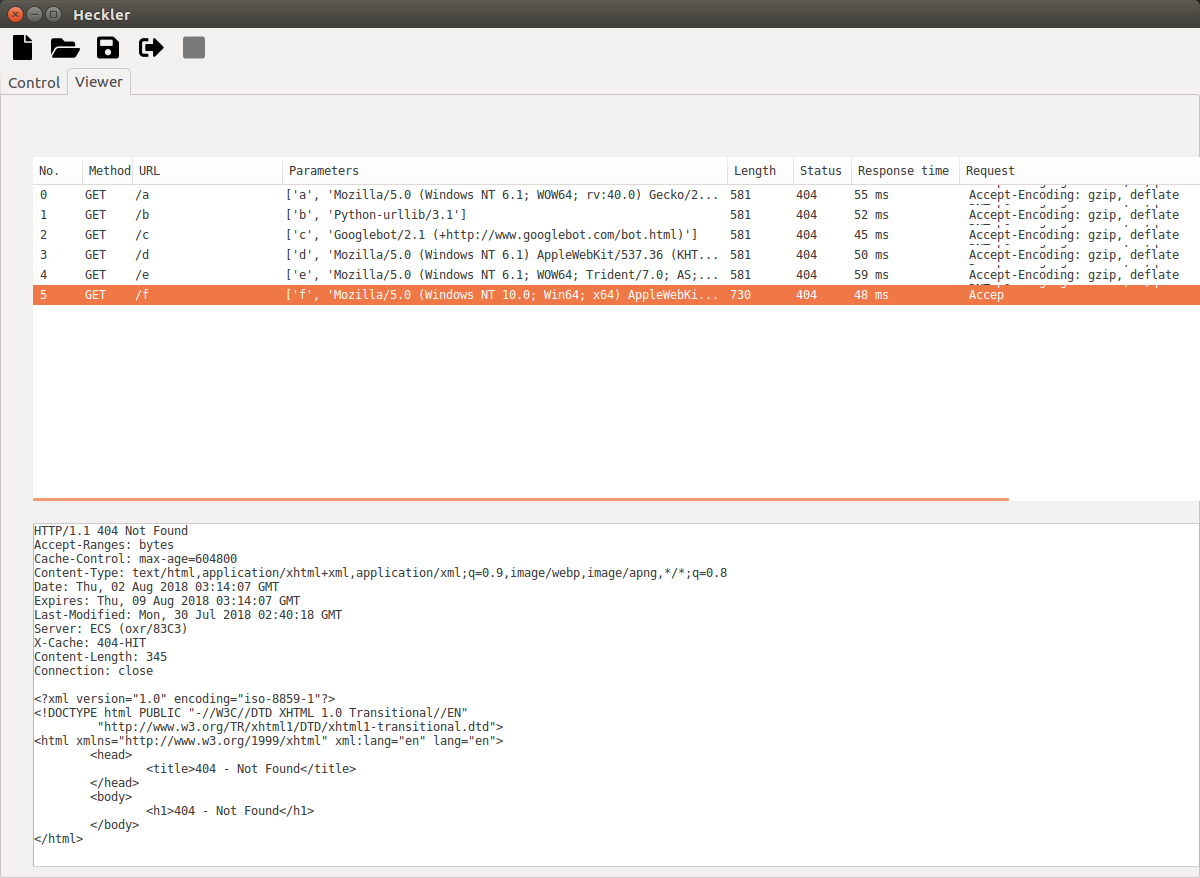 Heckler
Control Viewer
No. Method URL Parameters Length Status Response time Request
0 GET /a ['a', 'Mozilla/5.0 (Windows NT 6.1; WOW64; rv:40.0) Gecko/2... 581 404 55 ms Accept-Encoding: gzip, deflate
1 GET /b ['b', 'Python-urllib/3.1'] 581 404 52 ms Accept-Encoding: gzip, deflate
2 GET /c ['c', 'Googlebot/2.1 (+http://www.googlebot.com/bot.html)'] 581 404 45 ms Accept-Encoding: gzip, deflate
3 GET /d ['d', 'Mozilla/5.0 (Windows NT 6.1) AppleWebKit/537.36 (KHT... 581 404 50 ms Accept-Encoding: gzip, deflate
4 GET /e ['e', 'Mozilla/5.0 (Windows NT 6.1; WOW64; Trident/7.0; AS;... 581 404 59 ms Accept-Encoding: gzip, deflate
5 GET /f ['f', 'Mozilla/5.0 (Windows NT 10.0; Win64; x64) AppleWebKi... 730 404 48 ms Accep
HTTP/1.1 404 Not Found
Accept-Ranges: bytes
Cache-Control: max-age=604800
Content-Type: text/html,application/xhtml+xml,application/xml;q=0.9,image/webp,image/apng,*/*;q=0.8
Date: Thu, 02 Aug 2018 03:14:07 GMT
Expires: Thu, 09 Aug 2018 03:14:07 GMT
Last-Modified: Mon, 30 Jul 2018 02:40:18 GMT
Server: ECS (oxr/83C3)
X-Cache: 404-HIT
Content-Length: 345
Connection: close
<?xml version="1.0" encoding="iso-8859-1"?>
<!DOCTYPE html PUBLIC "-//W3C//DTD XHTML 1.0 Transitional//EN"
"http://www.w3.org/TR/xhtml1/DTD/xhtml1-transitional.dtd">
<html xmlns="http://www.w3.org/1999/xhtml" xml:lang="en" lang="en">
<head>
<title>404 - Not Found</title>
</head>
<body>
<h1>404 - Not Found</h1>
</body>
</html>